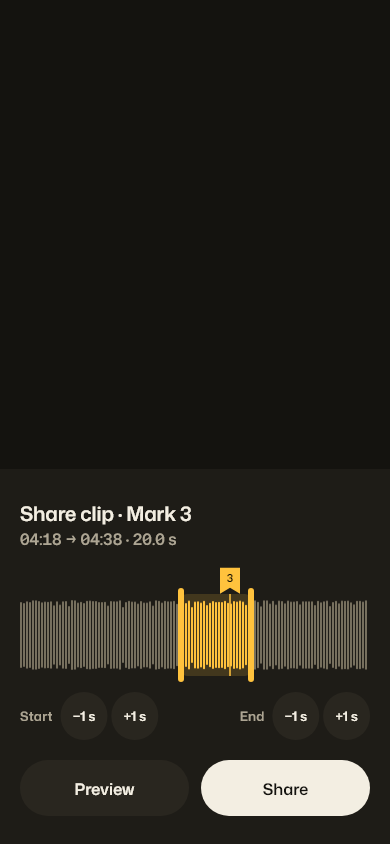 Share clip · Mark 3
04:18 → 04:38 · 20.0 s
3
Start −1 s +1 s End −1 s +1 s
Preview Share